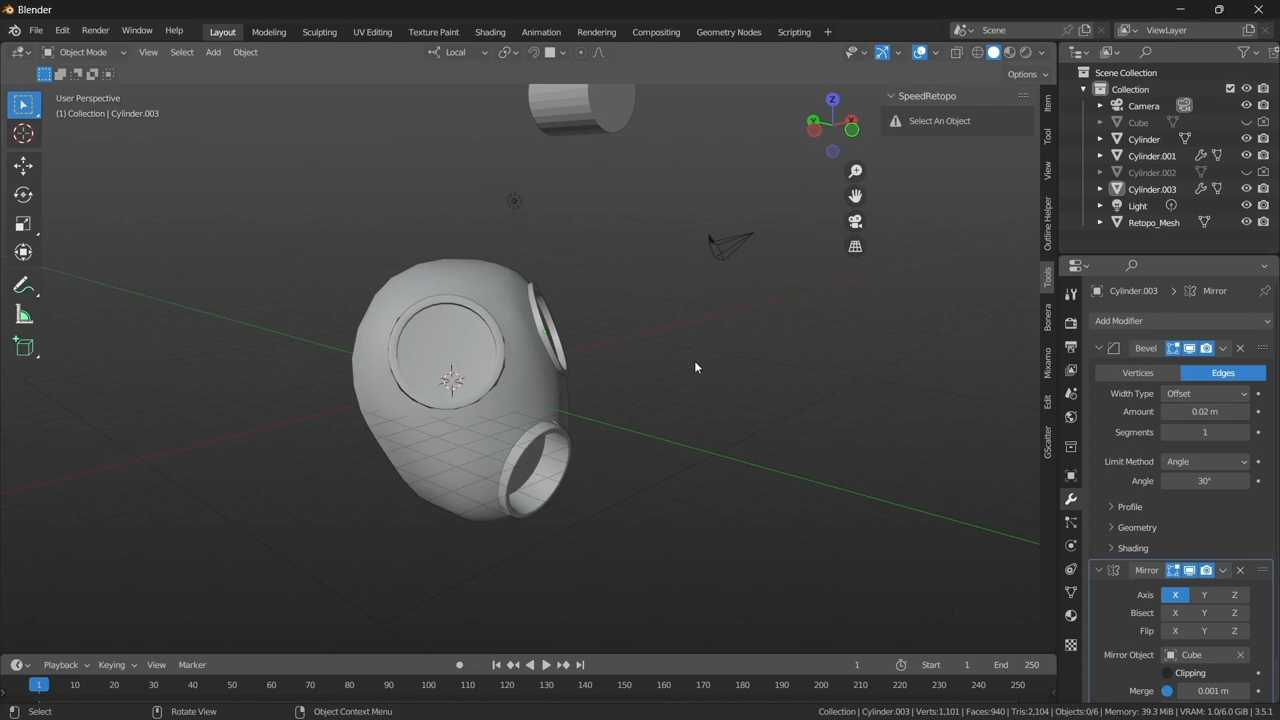 Blender
File Edit Render Window Help Layout Modeling Sculpting UV Editing Texture Paint Shading Animation Rendering Compositing Geometry Nodes Scripting + Scene ViewLayer
Object Mode View Select Add Object Local
Options
User Perspective
(1) Collection | Cylinder.003
SpeedRetopo
Select An Object
Z
Y
X
Item
Tool
View
Outline Helper
Tools
Bonera
Mixamo
Edit
GScatter
Scene Collection
Collection
Camera
Cube
Cylinder
Cylinder.001
Cylinder.002
Cylinder.003
Light
Retopo_Mesh
Cylinder.003 Mirror
Add Modifier
Bevel
Vertices Edges
Width Type Offset
Amount 0.02 m
Segments 1
Limit Method Angle
Angle 30°
Profile
Geometry
Shading
Mirror
Axis X Y Z
Bisect X Y Z
Flip X Y Z
Mirror Object Cube
Clipping
Merge 0.001 m
Playback Keying View Marker 1 Start 1 End 250
1 10 20 30 40 50 60 70 80 90 100 110 120 130 140 150 160 170 180 190 200 210 220 230 240 250
Select Rotate View Object Context Menu Collection | Cylinder.003 | Verts:1,101 | Faces:940 | Tris:2,104 | Objects:0/6 | Memory: 39.3 MiB | VRAM: 1.0/6.0 GiB | 3.5.1